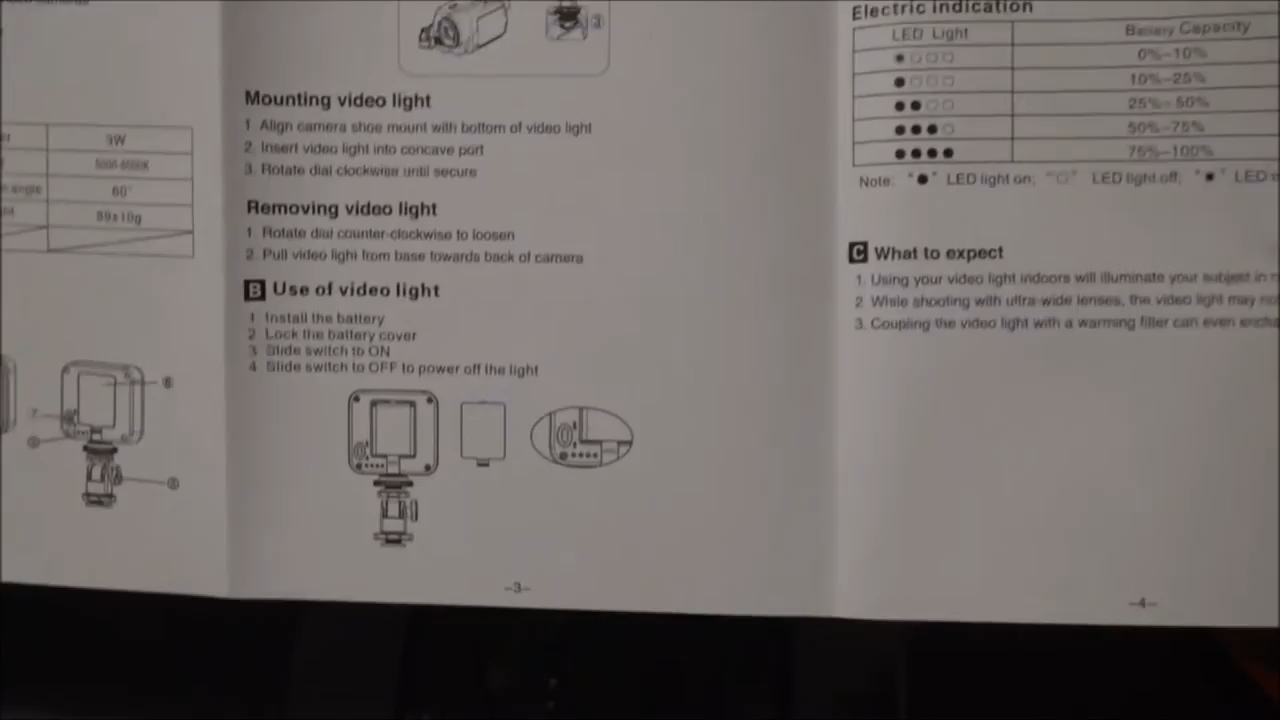 9W
60°
Mounting video light
1 Align camera shoe mount with bottom of video light
2. Insert video light into concave port
3. Rotate dial clockwise until secure
Removing video light
1. Rotate dial counter-clockwise to loosen
2. Pull video light from base towards back of camera
B Use of video light
1 Install the battery
2 Lock the battery cover
3 Slide switch to ON
4 Slide switch to OFF to power off the light
–3–
Electric indication
LED Light Battery Capacity
●○○○ 0%–10%
●○○○ 10%–25%
●●○○ 25%–50%
●●●○ 50%–75%
●●●● 75%–100%
Note: "●" LED light on; "○" LED light off; "●" LED
C What to expect
1. Using your video light indoors will illuminate your subject in
2 While shooting with ultra-wide lenses, the video light may
3. Coupling the video light with a warming filter can even
–4–